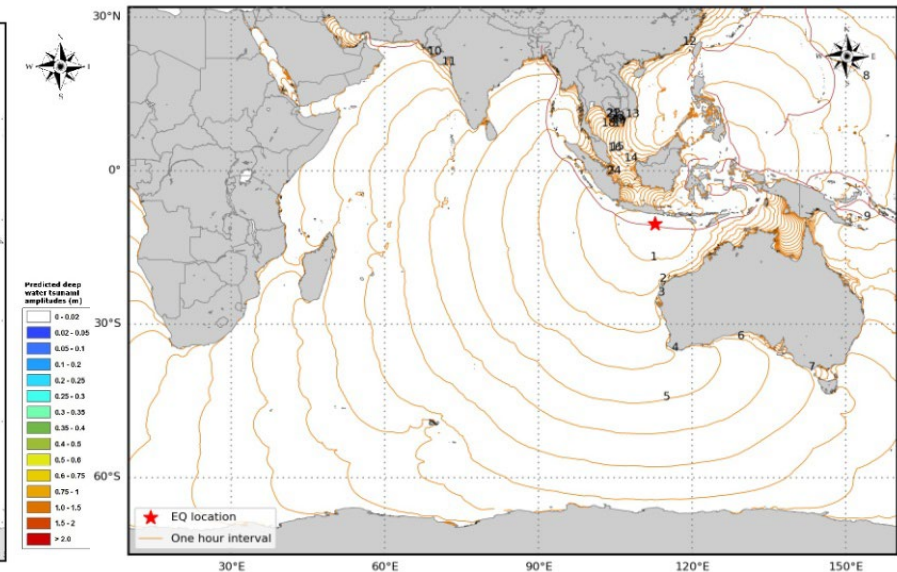 N
W
S
Predicted deep
water tsunami
amplitudes (m)
0 - 0.02
0.02 - 0.05
0.05 - 0.1
0.1 - 0.2
0.2 - 0.25
0.25 - 0.3
0.3 - 0.35
0.35 - 0.4
0.4 - 0.5
0.5 - 0.6
0.6 - 0.75
0.75 - 1
1.0 - 1.5
1.5 - 2
> 2.0
30°N
0°
30°S
60°S
W E
S
10
11
12
8
13
14
24
9
1
2
3
4
5
6
7
EQ location
One hour interval
30°E 60°E 90°E 120°E 150°E